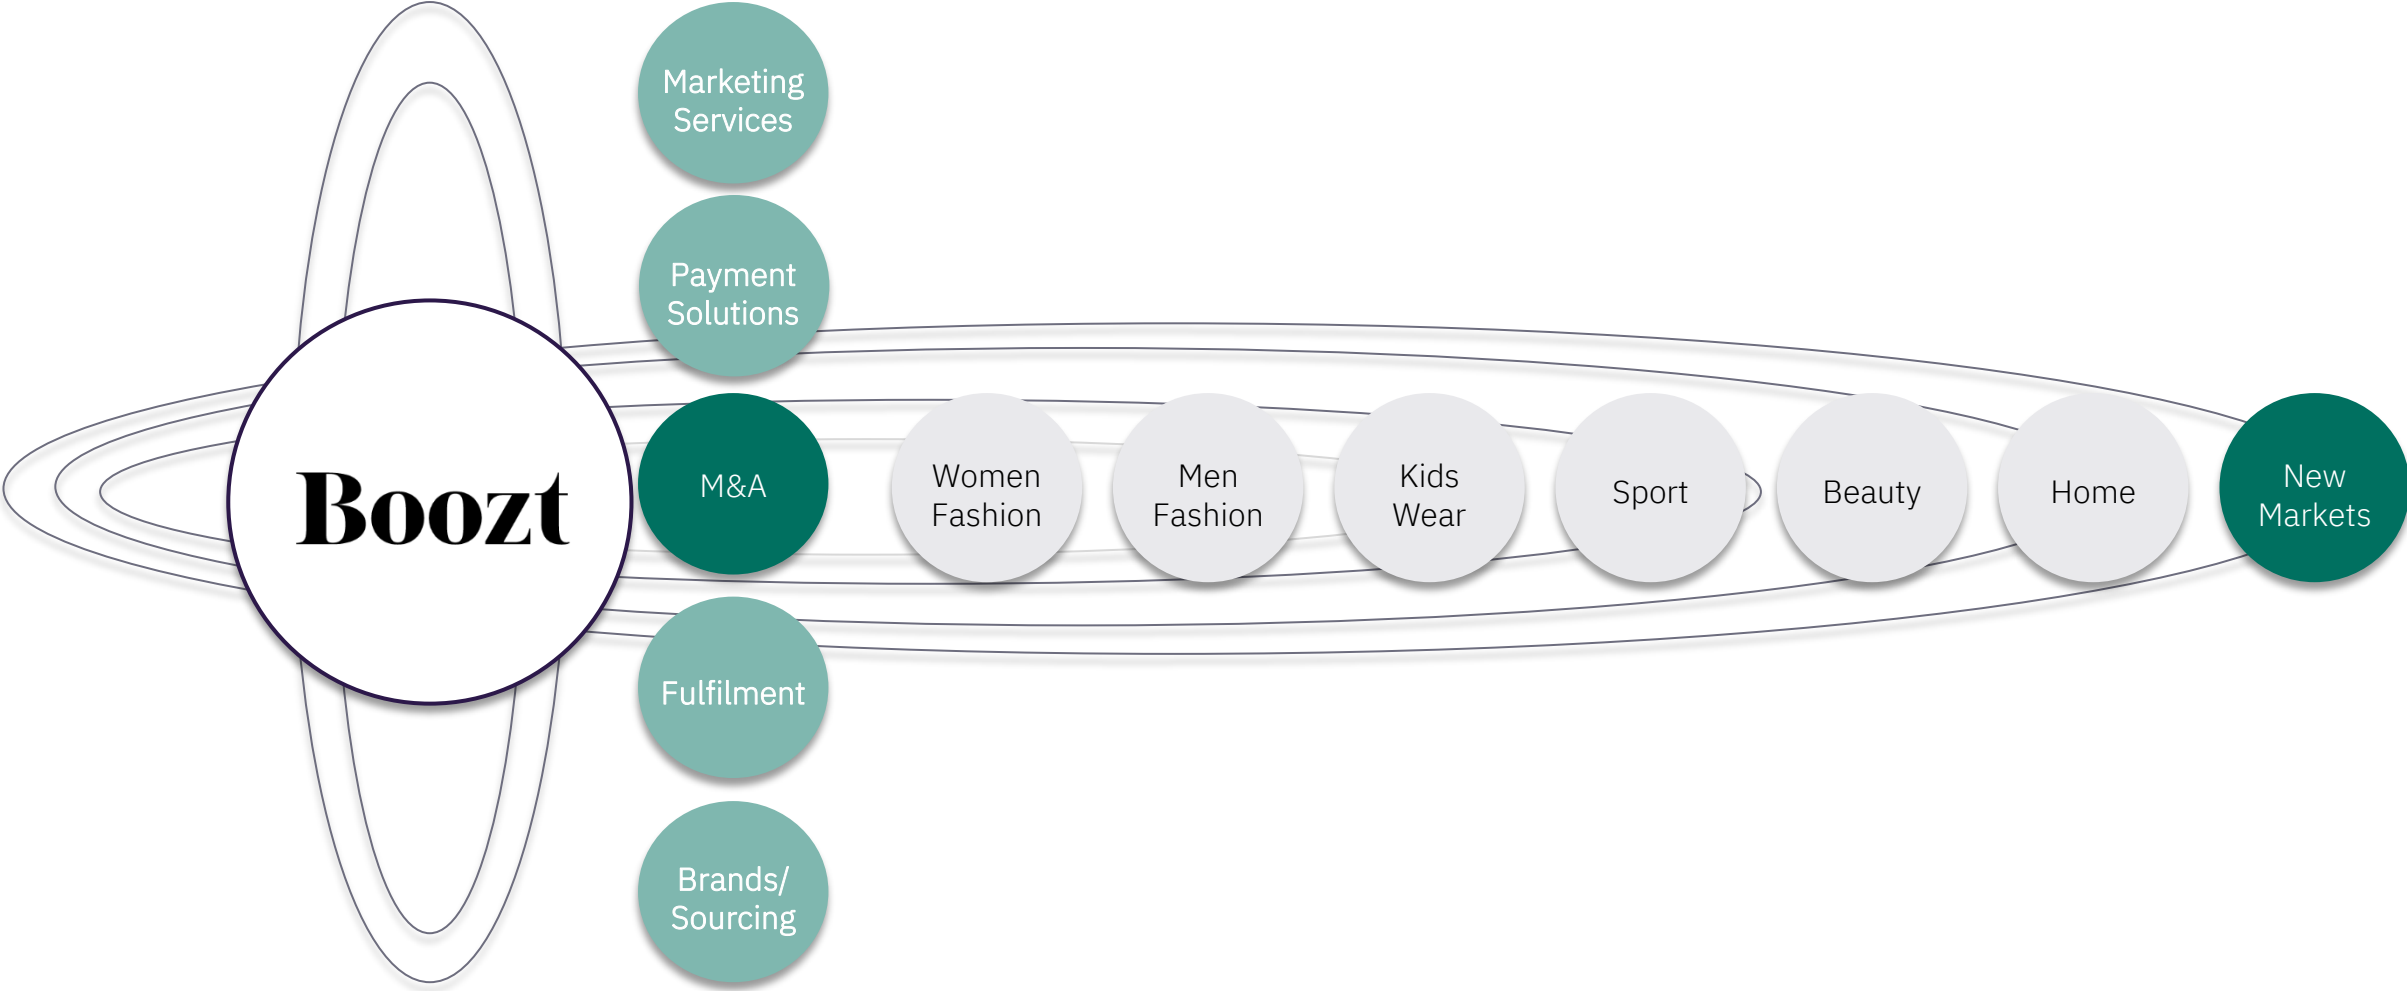 Marketing
Services
Payment
Solutions
Boozt
M&A
Women
Fashion
Men
Fashion
Kids
Wear
Sport
Beauty
Home
New
Markets
Fulfilment
Brands/
Sourcing